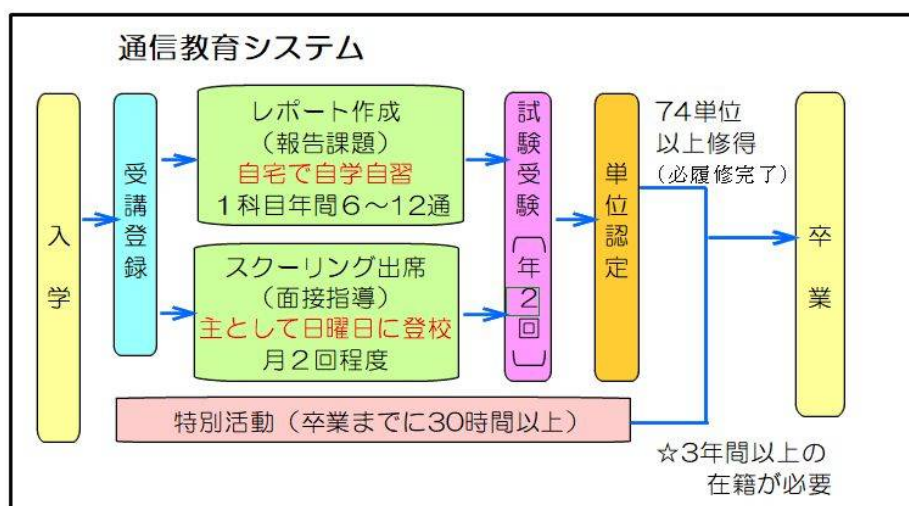 通信教育システム
入学
受講登録
レポート作成
(報告課題)
自宅で自学自習
1科目年間6～12通
スクーリング出席
(面接指導)
主として日曜日に登校
月2回程度
試験受験(年2回)
単位認定
74単位
以上修得
(必履修完了)
卒業
特別活動(卒業までに30時間以上)
☆3年間以上の
在籍が必要